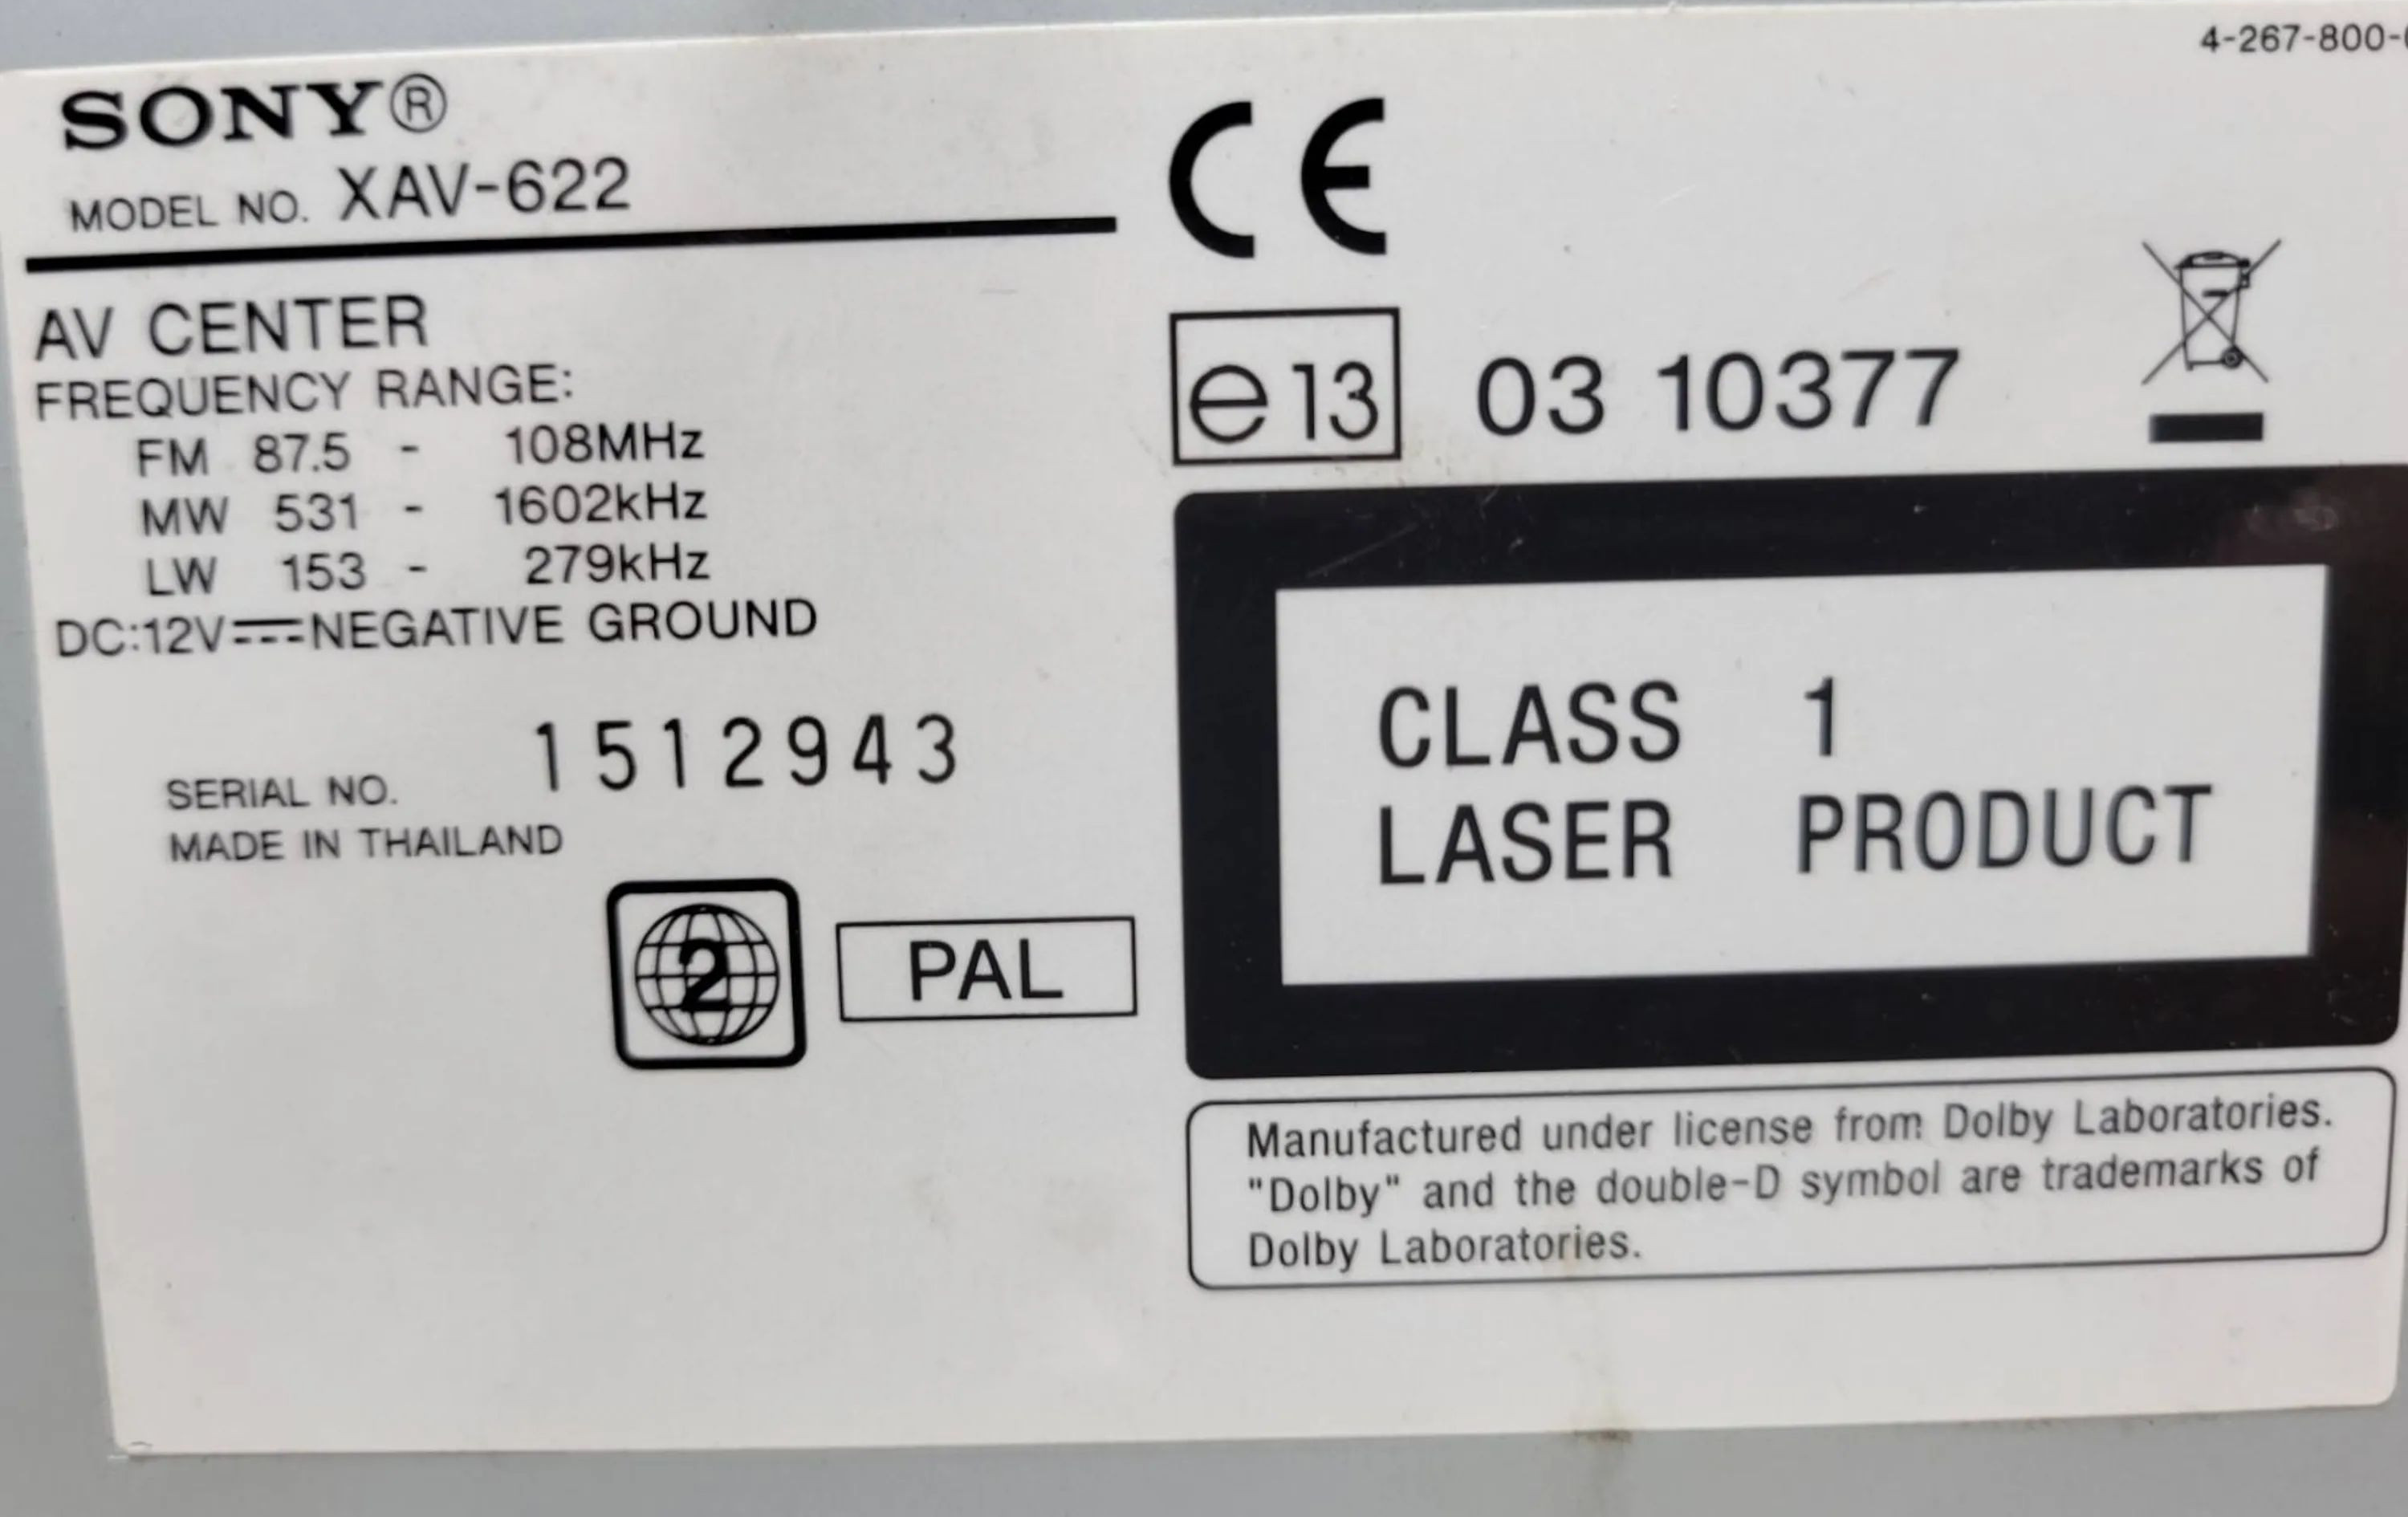 4-267-800-
SONY®
MODEL NO. XAV-622
AV CENTER
FREQUENCY RANGE:
FM 87.5 - 108MHz
MW 531 - 1602kHz
LW 153 - 279kHz
DC:12V⎓NEGATIVE GROUND
SERIAL NO. 1512943
MADE IN THAILAND
2
PAL
CE
e13 03 10377
CLASS 1
LASER PRODUCT
Manufactured under license from Dolby Laboratories.
"Dolby" and the double-D symbol are trademarks of
Dolby Laboratories.